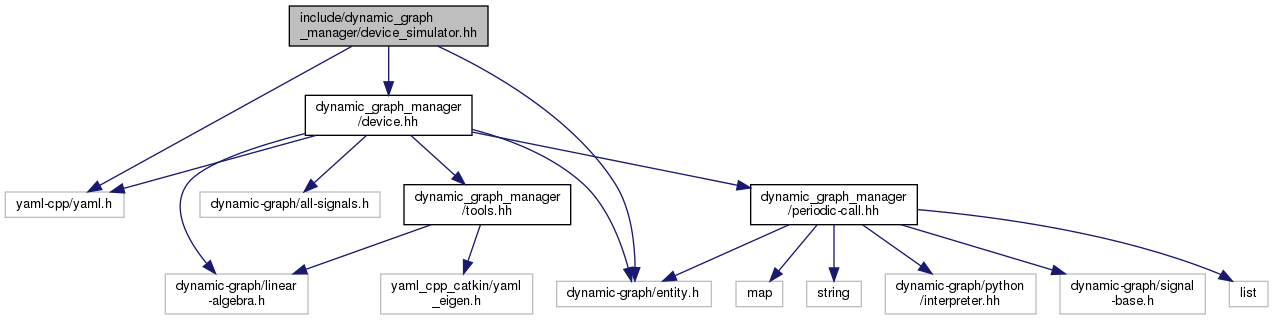 include/dynamic_graph
_manager/device_simulator.hh
dynamic_graph_manager
/device.hh
yaml-cpp/yaml.h
dynamic-graph/all-signals.h
dynamic_graph_manager
/tools.hh
dynamic_graph_manager
/periodic-call.hh
dynamic-graph/linear
-algebra.h
yaml_cpp_catkin/yaml
_eigen.h
dynamic-graph/entity.h
map
string
dynamic-graph/python
/interpreter.hh
dynamic-graph/signal
-base.h
list